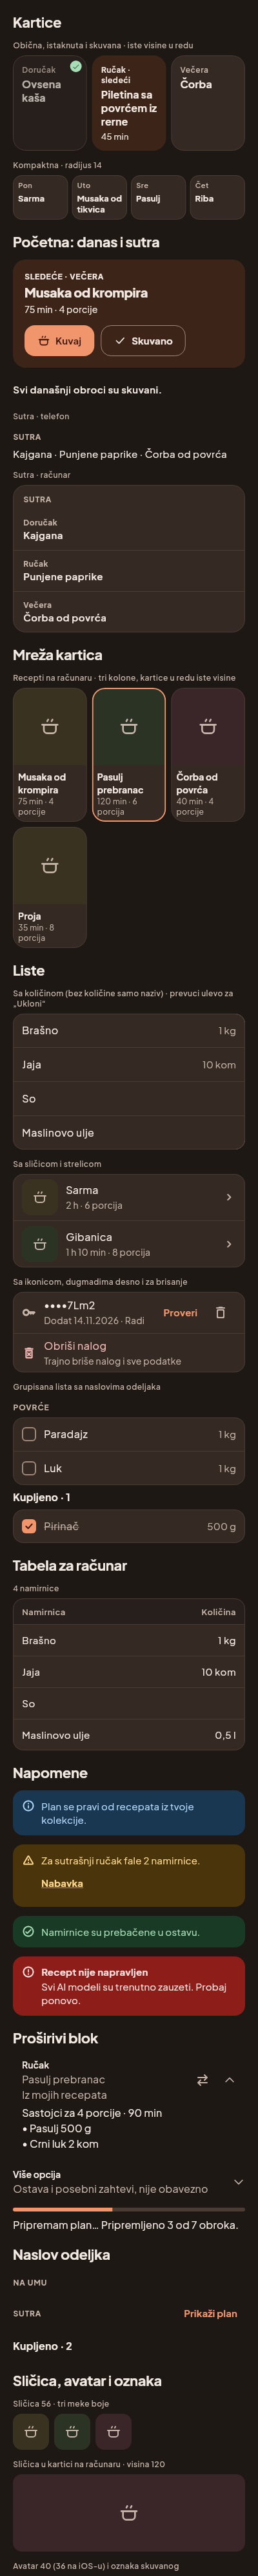 Kartice
Obična, istaknuta i skuvana · iste visine u redu
Doručak
Ovsena
kaša
Ručak ·
sledeći
Piletina sa
povrćem iz
rerne
45 min
Večera
Čorba
Kompaktna · radijus 14
Pon
Sarma
Uto
Musaka od
tikvica
Sre
Pasulj
Čet
Riba
Početna: danas i sutra
SLEDEĆE · VEČERA
Musaka od krompira
75 min · 4 porcije
Kuvaj
Skuvano
Svi današnji obroci su skuvani.
Sutra · telefon
SUTRA
Kajgana · Punjene paprike · Čorba od povrća
Sutra · računar
SUTRA
Doručak
Kajgana
Ručak
Punjene paprike
Večera
Čorba od povrća
Mreža kartica
Recepti na računaru · tri kolone, kartice u redu iste visine
Musaka od
krompira
75 min · 4
porcije
Pasulj
prebranac
120 min · 6
porcija
Čorba od
povrća
40 min · 4
porcije
Proja
35 min · 8
porcija
Liste
Sa količinom (bez količine samo naziv) · prevuci ulevo za
„Ukloni“
Brašno 1 kg
Jaja 10 kom
So
Maslinovo ulje
Sa sličicom i strelicom
Sarma
2 h · 6 porcija
Gibanica
1 h 10 min · 8 porcija
Sa ikonicom, dugmadima desno i za brisanje
••••7Lm2
Dodat 14.11.2026 · Radi
Proveri
Obriši nalog
Trajno briše nalog i sve podatke
Grupisana lista sa naslovima odeljaka
POVRĆE
Paradajz 1 kg
Luk 1 kg
Kupljeno · 1
Pirinač 500 g
Tabela za računar
4 namirnice
Namirnica Količina
Brašno 1 kg
Jaja 10 kom
So
Maslinovo ulje 0,5 l
Napomene
Plan se pravi od recepata iz tvoje
kolekcije.
Za sutrašnji ručak fale 2 namirnice.
Nabavka
Namirnice su prebačene u ostavu.
Recept nije napravljen
Svi AI modeli su trenutno zauzeti. Probaj
ponovo.
Proširivi blok
Ručak
Pasulj prebranac
Iz mojih recepata
Sastojci za 4 porcije · 90 min
• Pasulj 500 g
• Crni luk 2 kom
Više opcija
Ostava i posebni zahtevi, nije obavezno
Pripremam plan… Pripremljeno 3 od 7 obroka.
Naslov odeljka
NA UMU
SUTRA Prikaži plan
Kupljeno · 2
Sličica, avatar i oznaka
Sličica 56 · tri meke boje
Sličica u kartici na računaru · visina 120
Avatar 40 (36 na iOS-u) i oznaka skuvanog